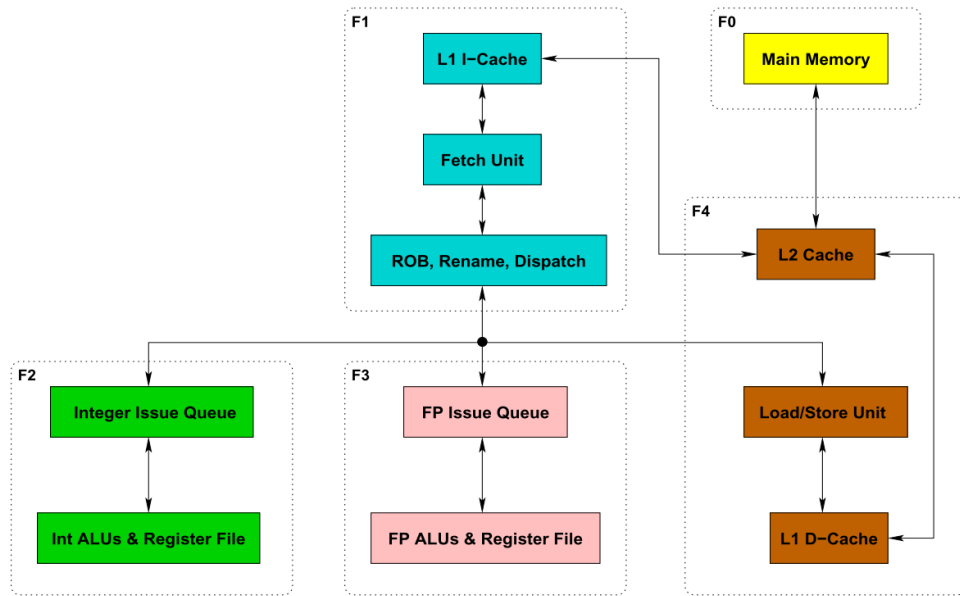 F1
L1 I−Cache
Fetch Unit
ROB, Rename, Dispatch
F0
Main Memory
F4
L2 Cache
Load/Store Unit
L1 D−Cache
F2
Integer Issue Queue
Int ALUs & Register File
F3
FP Issue Queue
FP ALUs & Register File